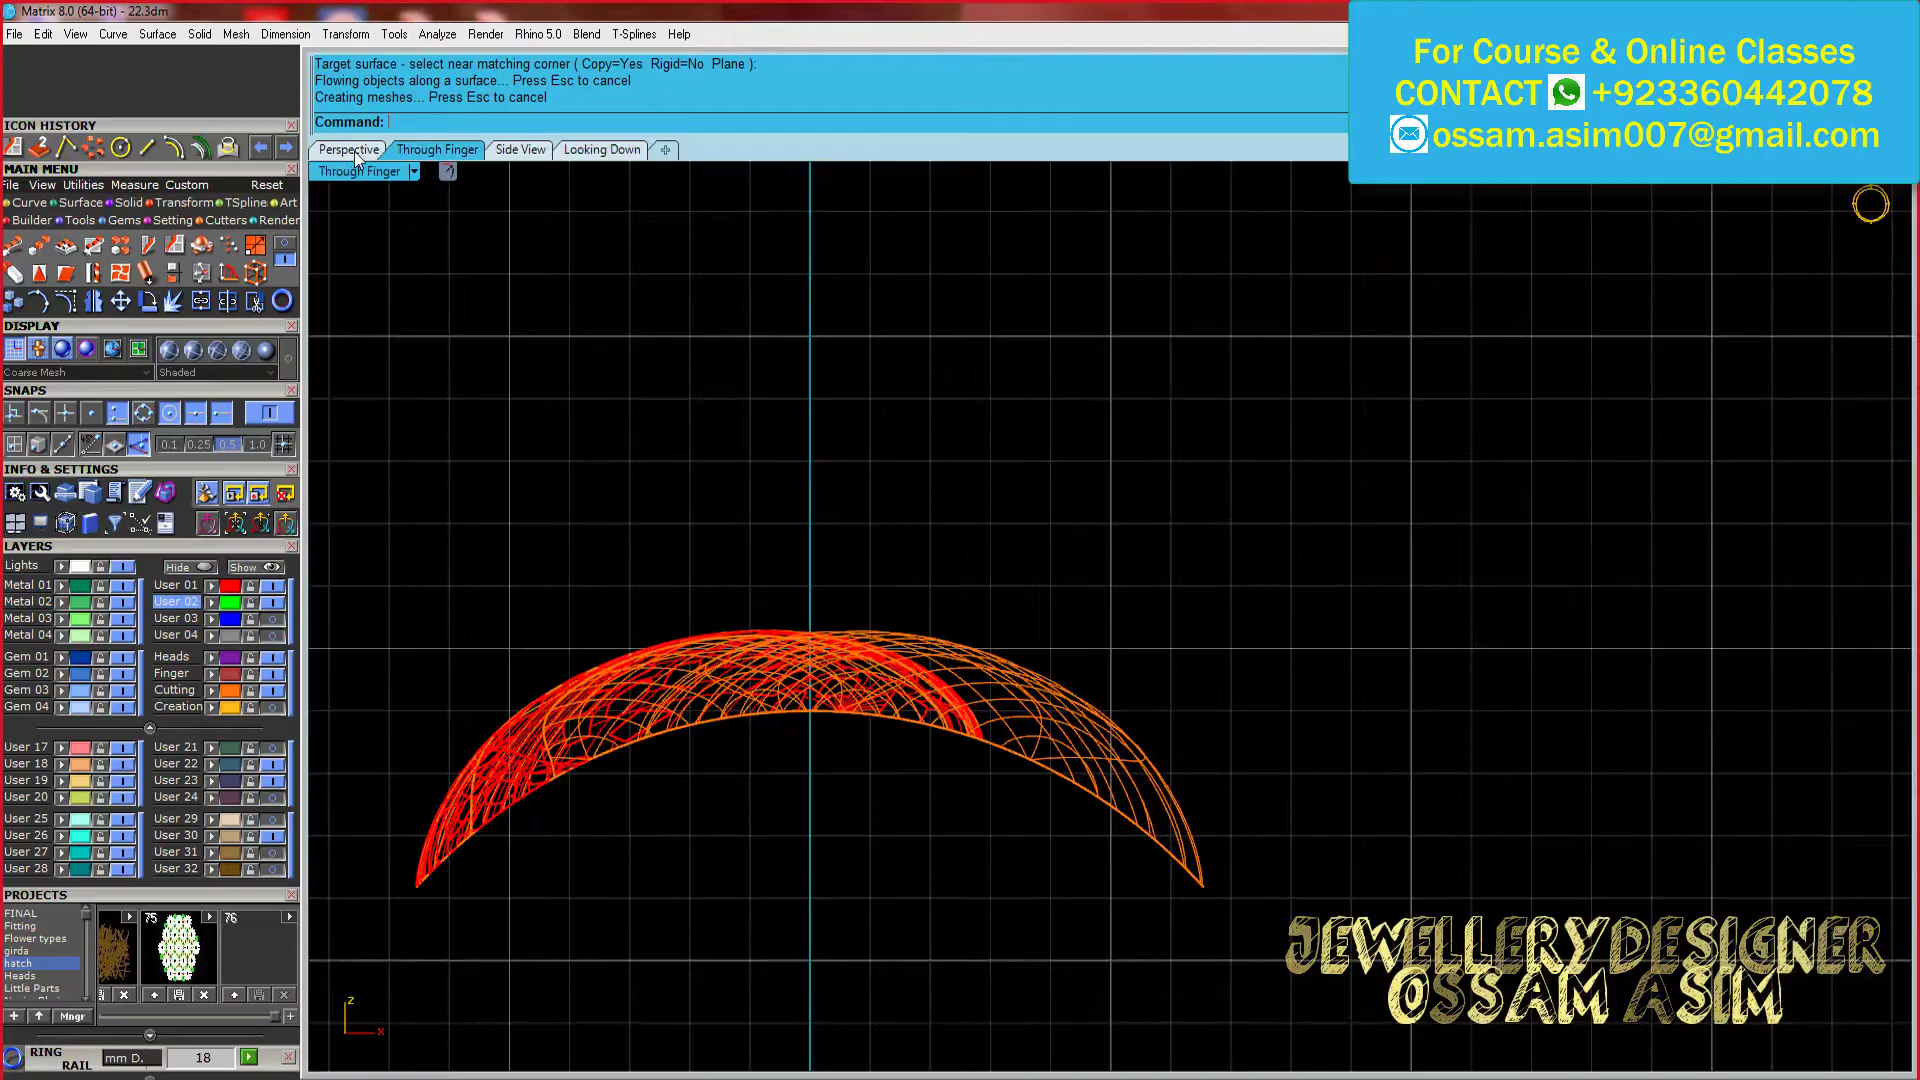 Matrix 8.0 (64-bit) - 22.3dm
File Edit View Curve Surface Solid Mesh Dimension Transform Tools Analyze Render Rhino 5.0 Blend T-Splines Help
Target surface - select near matching corner ( Copy=Yes Rigid=No Plane ):
Flowing objects along a surface... Press Esc to cancel
Creating meshes... Press Esc to cancel
Command:
For Course & Online Classes
CONTACT +923360442078
ossam.asim007@gmail.com
Perspective Through Finger Side View Looking Down
Through Finger
ICON HISTORY
MAIN MENU
File View Utilities Measure Custom Reset
Curve Surface Solid Transform TSpline Art
Builder Tools Gems Setting Cutters Render
DISPLAY
Coarse Mesh Shaded
SNAPS
0.1 0.25 0.5 1.0
INFO & SETTINGS
LAYERS
Lights Hide Show
Metal 01 User 01
Metal 02 User 02
Metal 03 User 03
Metal 04 User 04
Gem 01 Heads
Gem 02 Finger
Gem 03 Cutting
Gem 04 Creation
User 17 User 21
User 18 User 22
User 19 User 23
User 20 User 24
User 25 User 29
User 26 User 30
User 27 User 31
User 28 User 32
PROJECTS
FINAL
Fitting
Flower types
girda
hatch
Heads
Little Parts
75 76
Mngr
RING RAIL mm D. 18
z
x
JEWELLERY DESIGNER
OSSAM ASIM